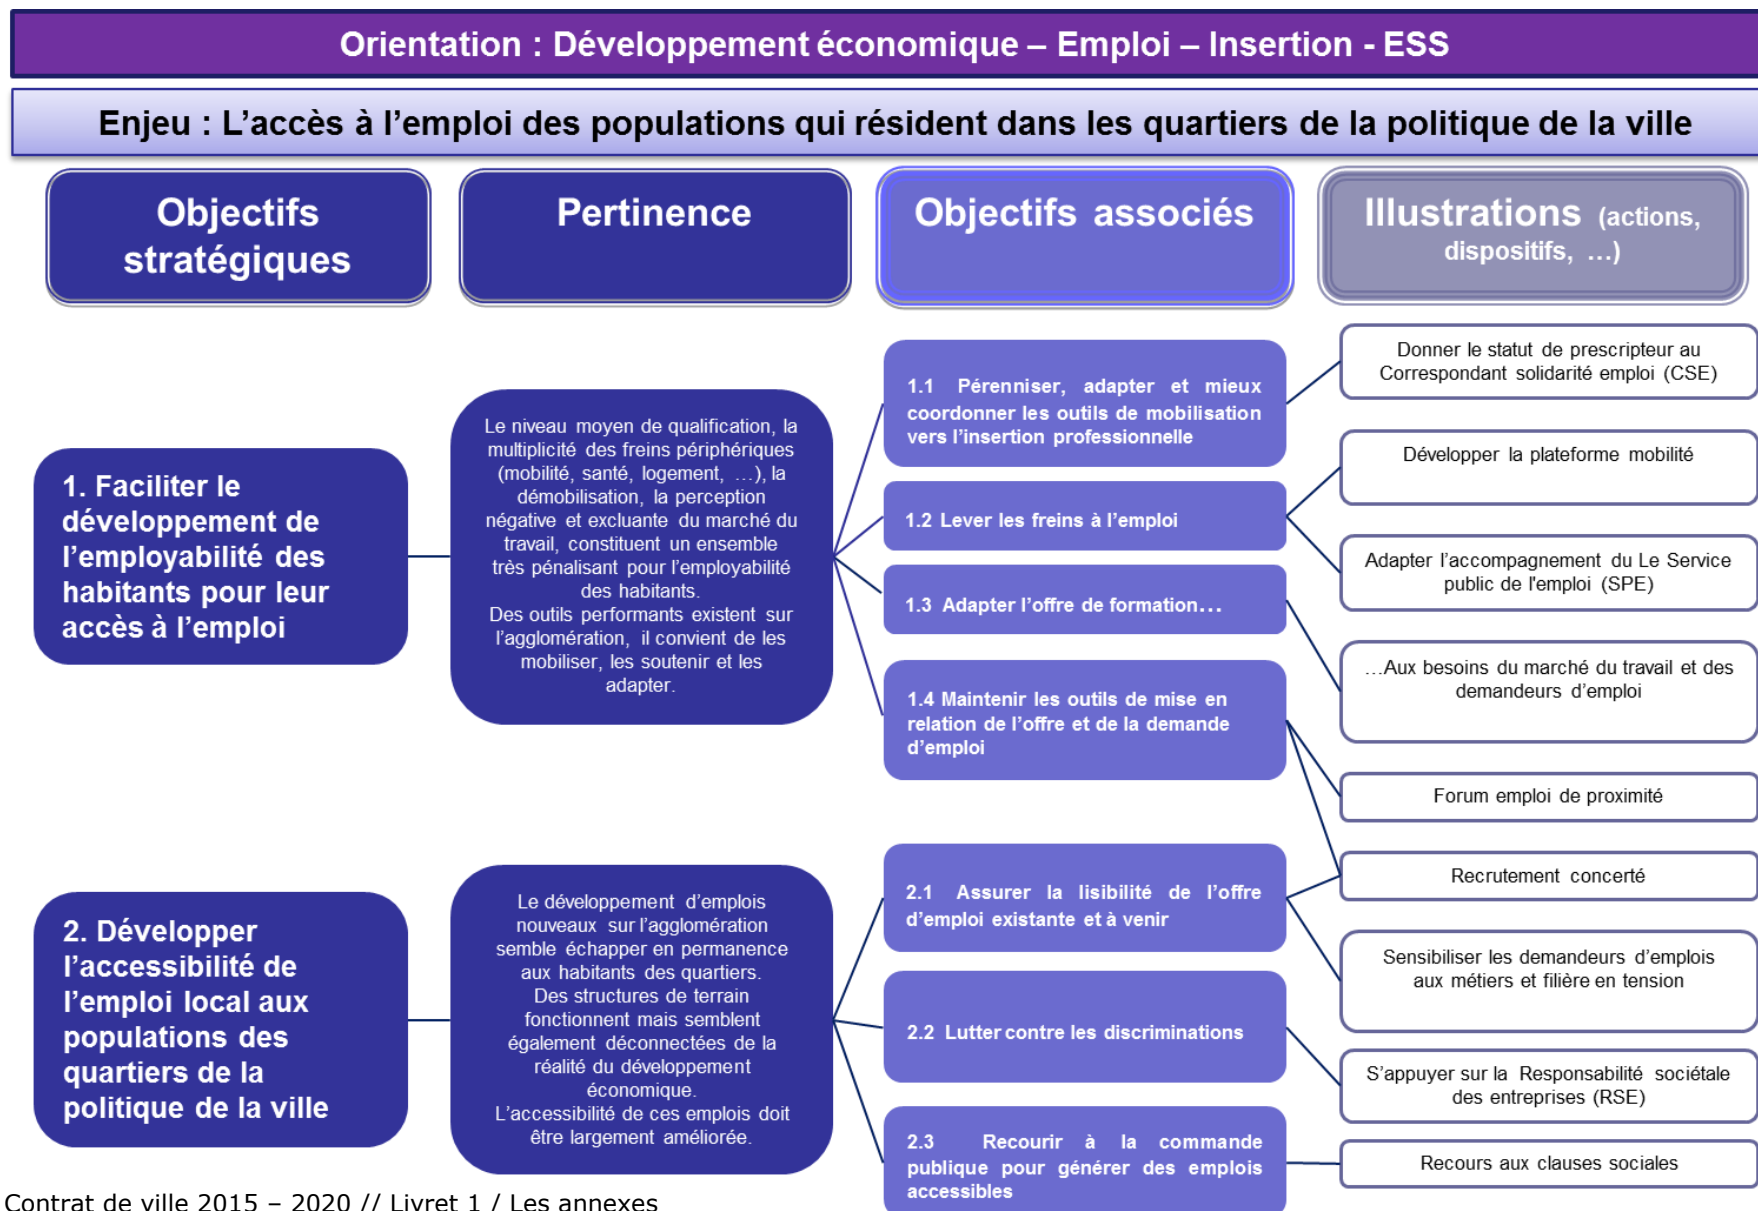 Orientation : Développement économique – Emploi – Insertion - ESS
Enjeu : L'accès à l'emploi des populations qui résident dans les quartiers de la politique de la ville
Objectifs
stratégiques
Pertinence
Objectifs associés
Illustrations (actions,
dispositifs, …)
1. Faciliter le
développement de
l'employabilité des
habitants pour leur
accès à l'emploi
Le niveau moyen de qualification, la
multiplicité des freins périphériques
(mobilité, santé, logement, …), la
démobilisation, la perception
négative et excluante du marché du
travail, constituent un ensemble
très pénalisant pour l'employabilité
des habitants.
Des outils performants existent sur
l'agglomération, il convient de les
mobiliser, les soutenir et les
adapter.
1.1 Pérenniser, adapter et mieux
coordonner les outils de mobilisation
vers l'insertion professionnelle
1.2 Lever les freins à l'emploi
1.3 Adapter l'offre de formation…
1.4 Maintenir les outils de mise en
relation de l'offre et de la demande
d'emploi
Donner le statut de prescripteur au
Correspondant solidarité emploi (CSE)
Développer la plateforme mobilité
Adapter l'accompagnement du Le Service
public de l'emploi (SPE)
…Aux besoins du marché du travail et des
demandeurs d'emploi
Forum emploi de proximité
Recrutement concerté
2. Développer
l'accessibilité de
l'emploi local aux
populations des
quartiers de la
politique de la ville
Le développement d'emplois
nouveaux sur l'agglomération
semble échapper en permanence
aux habitants des quartiers.
Des structures de terrain
fonctionnent mais semblent
également déconnectées de la
réalité du développement
économique.
L'accessibilité de ces emplois doit
être largement améliorée.
2.1 Assurer la lisibilité de l'offre
d'emploi existante et à venir
2.2 Lutter contre les discriminations
2.3 Recourir à la commande
publique pour générer des emplois
accessibles
Sensibiliser les demandeurs d'emplois
aux métiers et filière en tension
S'appuyer sur la Responsabilité sociétale
des entreprises (RSE)
Recours aux clauses sociales
Contrat de ville 2015 – 2020 // Livret 1 / Les annexes